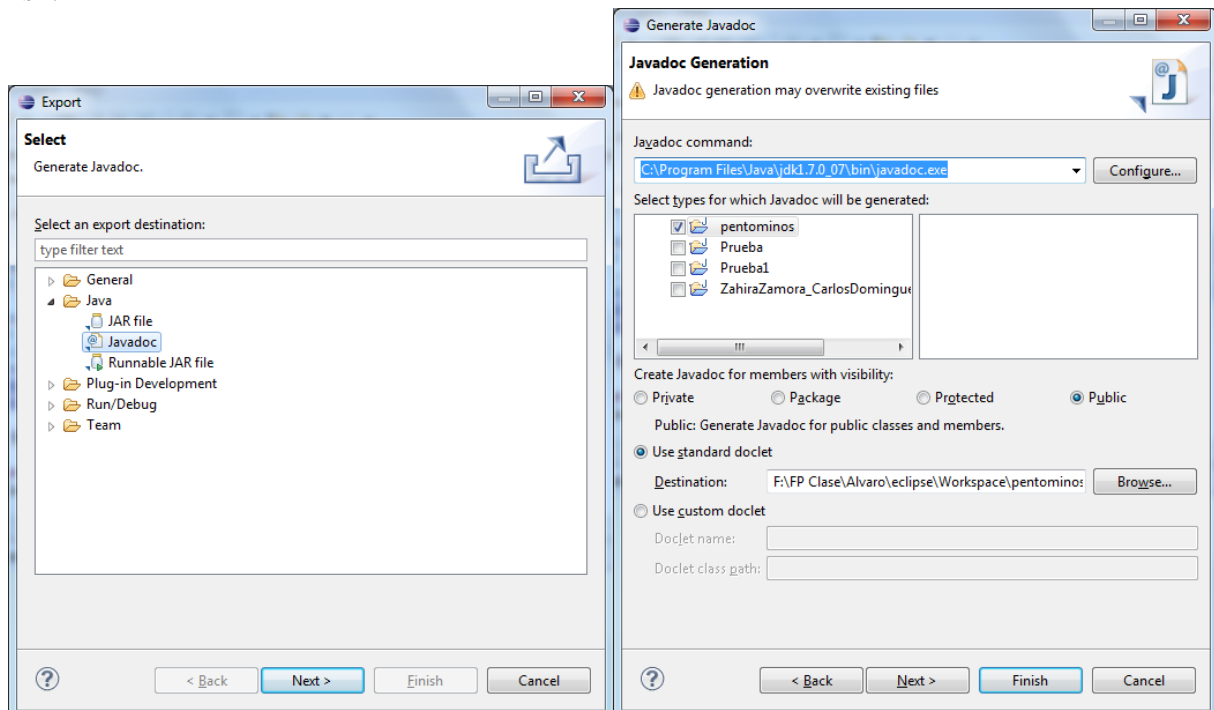 Export
Select
Generate Javadoc.
Select an export destination:
type filter text
General
Java
JAR file
Javadoc
Runnable JAR file
Plug-in Development
Run/Debug
Team
< Back Next > Finish Cancel
Generate Javadoc
Javadoc Generation
Javadoc generation may overwrite existing files
Javadoc command:
C:\Program Files\Java\jdk1.7.0_07\bin\javadoc.exe Configure...
Select types for which Javadoc will be generated:
pentominos
Prueba
Prueba1
ZahiraZamora_CarlosDomingue
Create Javadoc for members with visibility:
Private Package Protected Public
Public: Generate Javadoc for public classes and members.
Use standard doclet
Destination: F:\FP Clase\Alvaro\eclipse\Workspace\pentominos Browse...
Use custom doclet
Doclet name:
Doclet class path:
< Back Next > Finish Cancel